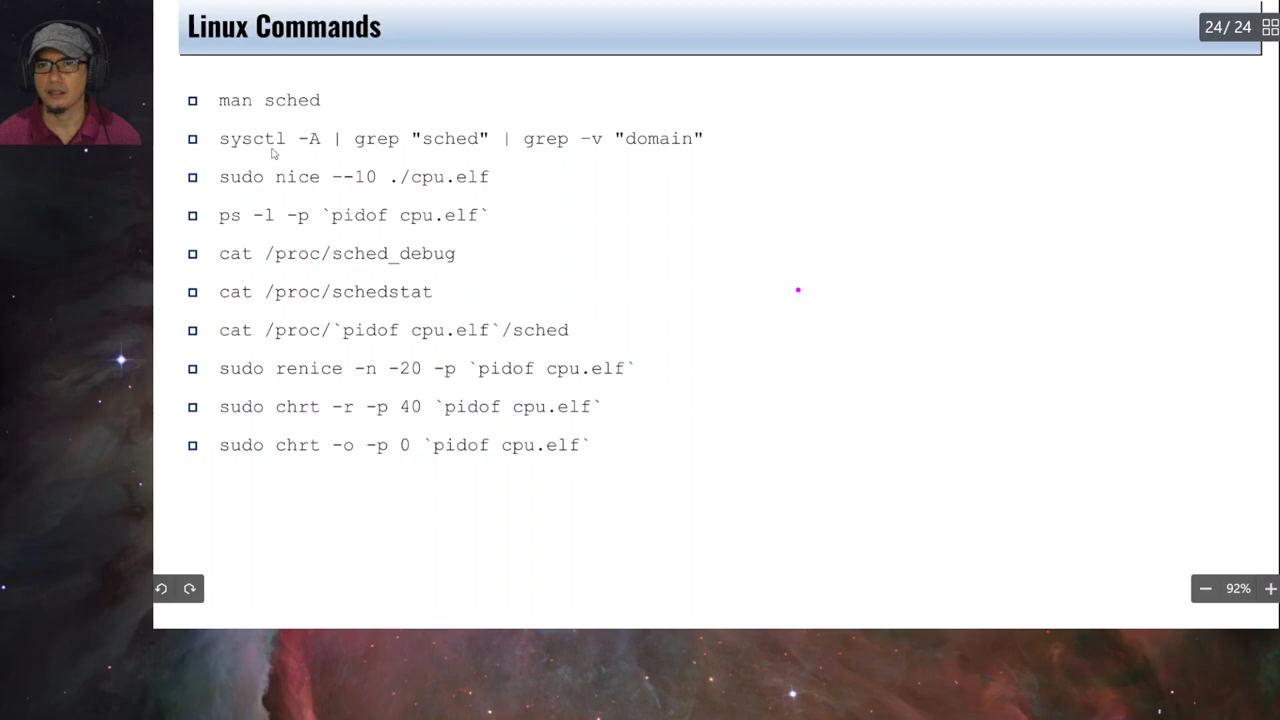 Linux Commands
24/ 24
man sched
sysctl -A | grep "sched" | grep -v "domain"
sudo nice --10 ./cpu.elf
ps -l -p `pidof cpu.elf`
cat /proc/sched_debug
cat /proc/schedstat
cat /proc/`pidof cpu.elf`/sched
sudo renice -n -20 -p `pidof cpu.elf`
sudo chrt -r -p 40 `pidof cpu.elf`
sudo chrt -o -p 0 `pidof cpu.elf`
92%